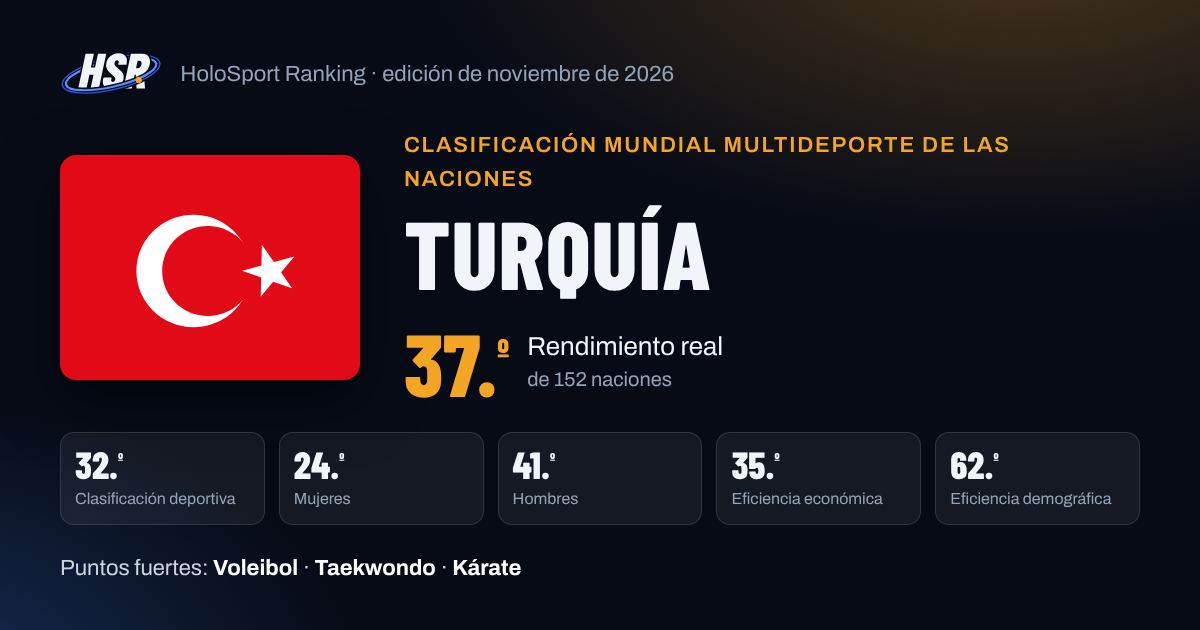 HSR HoloSport Ranking · edición de noviembre de 2026
CLASIFICACIÓN MUNDIAL MULTIDEPORTE DE LAS
NACIONES
TURQUÍA
37.º Rendimiento real
de 152 naciones
32.º
Clasificación deportiva
24.º
Mujeres
41.º
Hombres
35.º
Eficiencia económica
62.º
Eficiencia demográfica
Puntos fuertes: Voleibol · Taekwondo · Kárate